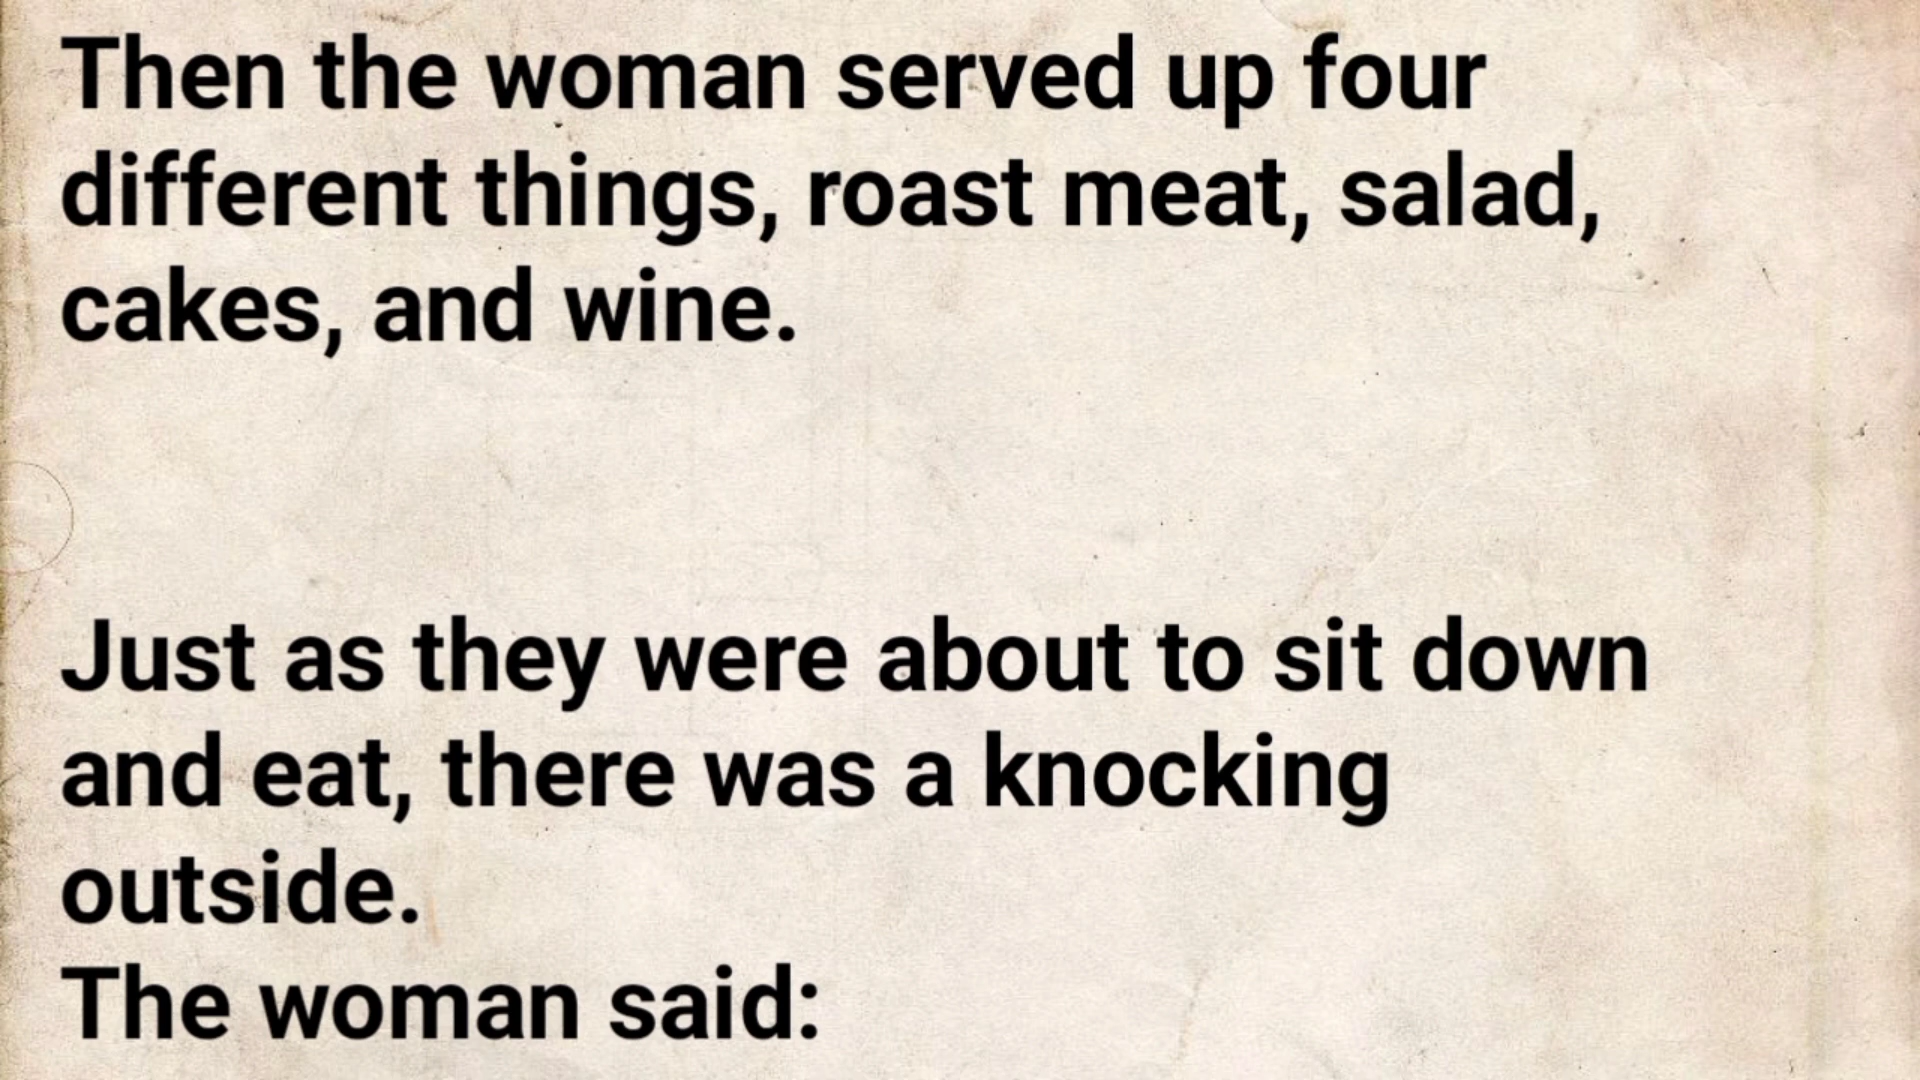 Then the woman served up four
different things, roast meat, salad,
cakes, and wine.
Just as they were about to sit down
and eat, there was a knocking
outside.
The woman said: